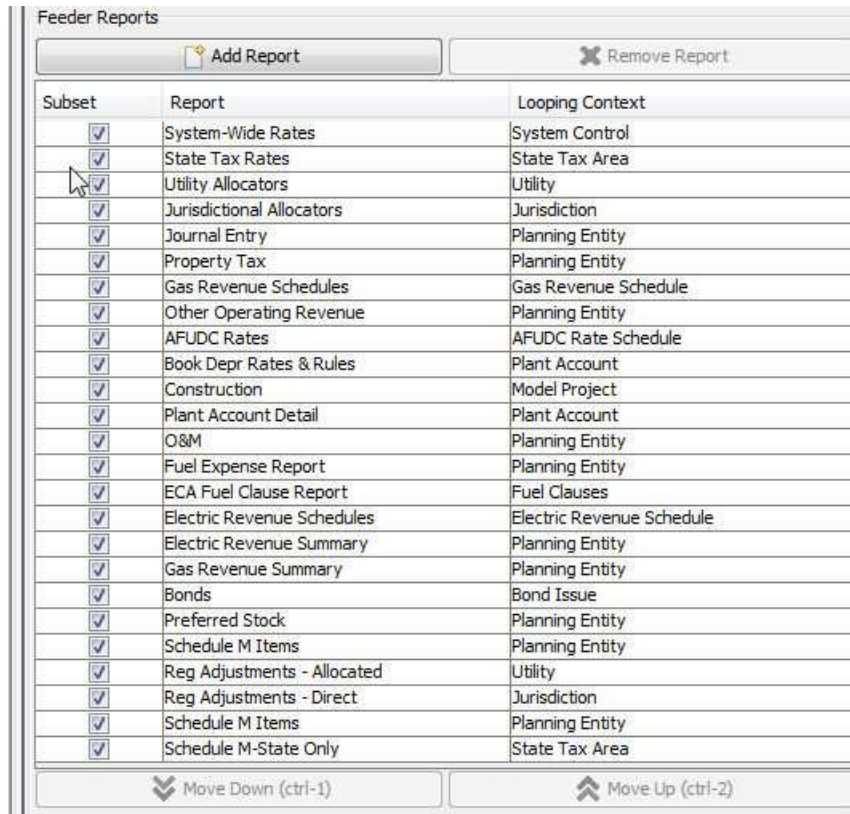 Feeder Reports
Add Report Remove Report
Subset Report Looping Context
System-Wide Rates System Control
State Tax Rates State Tax Area
Utility Allocators Utility
Jurisdictional Allocators Jurisdiction
Journal Entry Planning Entity
Property Tax Planning Entity
Gas Revenue Schedules Gas Revenue Schedule
Other Operating Revenue Planning Entity
AFUDC Rates AFUDC Rate Schedule
Book Depr Rates & Rules Plant Account
Construction Model Project
Plant Account Detail Plant Account
O&M Planning Entity
Fuel Expense Report Planning Entity
ECA Fuel Clause Report Fuel Clauses
Electric Revenue Schedules Electric Revenue Schedule
Electric Revenue Summary Planning Entity
Gas Revenue Summary Planning Entity
Bonds Bond Issue
Preferred Stock Planning Entity
Schedule M Items Planning Entity
Reg Adjustments - Allocated Utility
Reg Adjustments - Direct Jurisdiction
Schedule M Items Planning Entity
Schedule M-State Only State Tax Area
Move Down (ctrl-1) Move Up (ctrl-2)